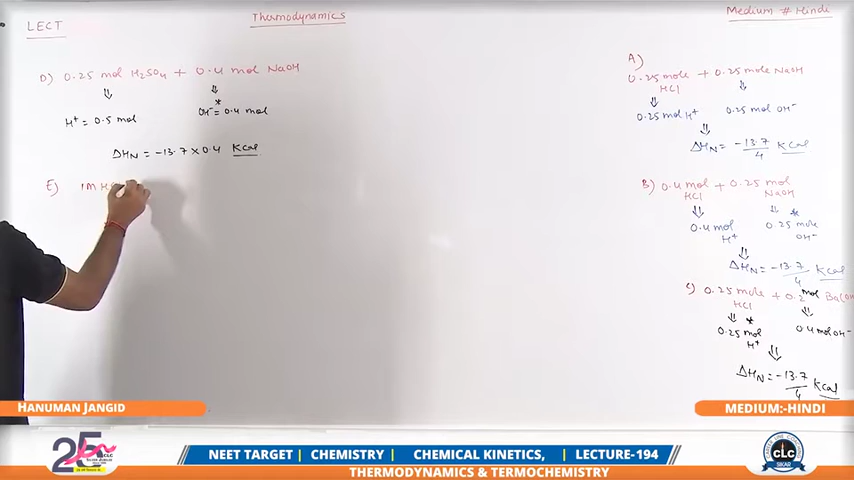 LECT
Thermodynamics
Medium # Hindi
D) 0.25 mol H2SO4 + 0.4 mol NaOH
⇓ ⇓
H+ = 0.5 mol
*
OH- = 0.4 mol
ΔHN = -13.7 × 0.4 Kcal
E) 1M H
A)
0.25 mole HCl + 0.25 mole NaOH
⇓ ⇓
0.25 mol H+ 0.25 mol OH-
⇓
ΔHN = -13.7/4 Kcal
B) 0.4 mol HCl + 0.25 mol NaOH
⇓ ⇓ *
0.4 mol H+ 0.25 mole OH-
⇓
ΔHN = -13.7/4 Kcal
C) 0.25 mole HCl + 0.2 mol Ba(OH
⇓ * ⇓
0.25 mol H+ 0.4 mol OH-
⇓
ΔHN = -13.7/4 Kcal
HANUMAN JANGID
MEDIUM:-HINDI
25 CLC
NEET TARGET | CHEMISTRY | CHEMICAL KINETICS, | LECTURE-194
THERMODYNAMICS & TERMOCHEMISTRY
CLC
SIKAR